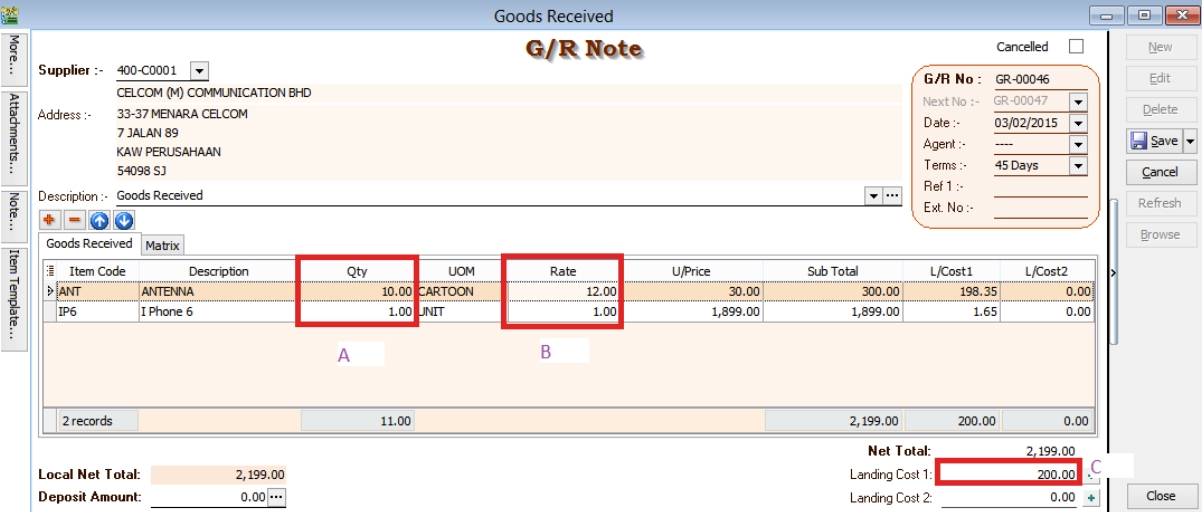 Goods Received
More...
Attachments...
Note...
Item Template...
G/R Note
Cancelled
Supplier :- 400-C0001
CELCOM (M) COMMUNICATION BHD
Address :- 33-37 MENARA CELCOM
7 JALAN 89
KAW PERUSAHAAN
54098 SJ
Description :- Goods Received
G/R No : GR-00046
Next No :- GR-00047
Date :- 03/02/2015
Agent :- ----
Terms :- 45 Days
Ref 1 :-
Ext. No :-
New
Edit
Delete
Save
Cancel
Refresh
Browse
Goods Received Matrix
Item Code Description Qty UOM Rate U/Price Sub Total L/Cost1 L/Cost2
ANT ANTENNA 10.00 CARTOON 12.00 30.00 300.00 198.35 0.00
IP6 I Phone 6 1.00 UNIT 1.00 1,899.00 1,899.00 1.65 0.00
A B
2 records 11.00 2,199.00 200.00 0.00
Net Total: 2,199.00
Local Net Total: 2,199.00 Landing Cost 1: 200.00 C
Deposit Amount: 0.00 Landing Cost 2: 0.00
Close